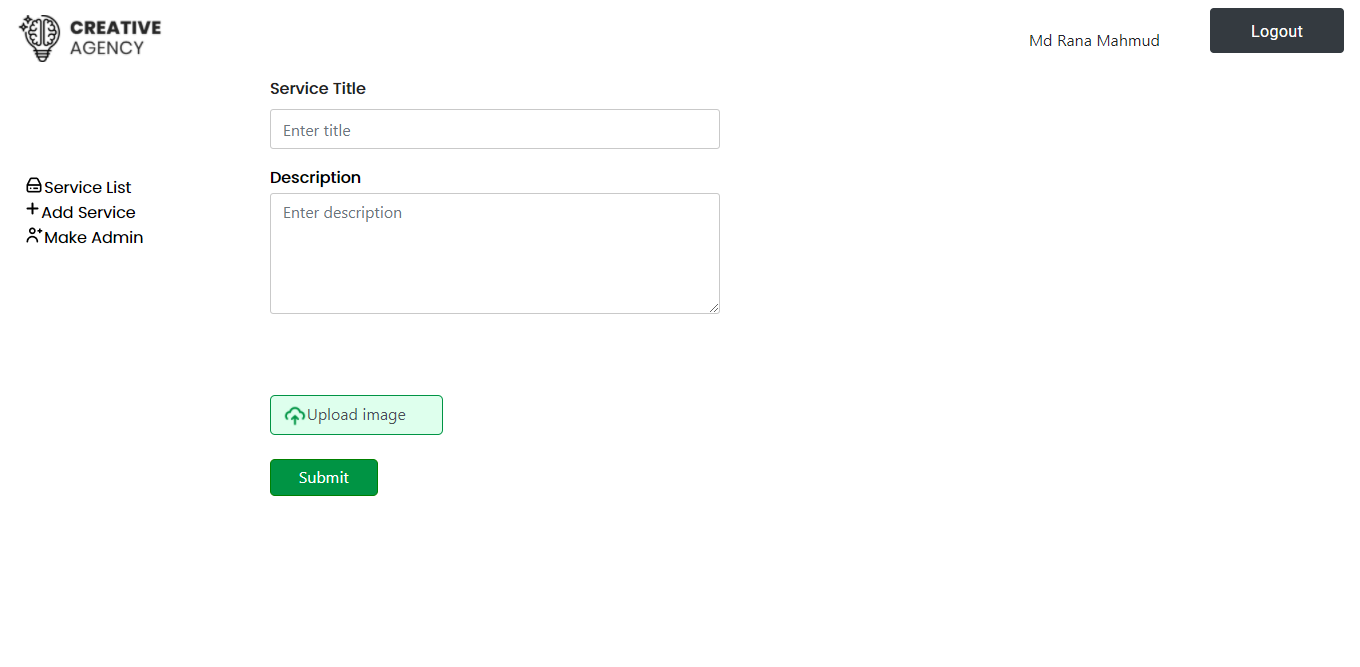 CREATIVE
AGENCY
Md Rana Mahmud
Logout
Service List
Add Service
Make Admin
Service Title
Enter title
Description
Enter description
Upload image
Submit